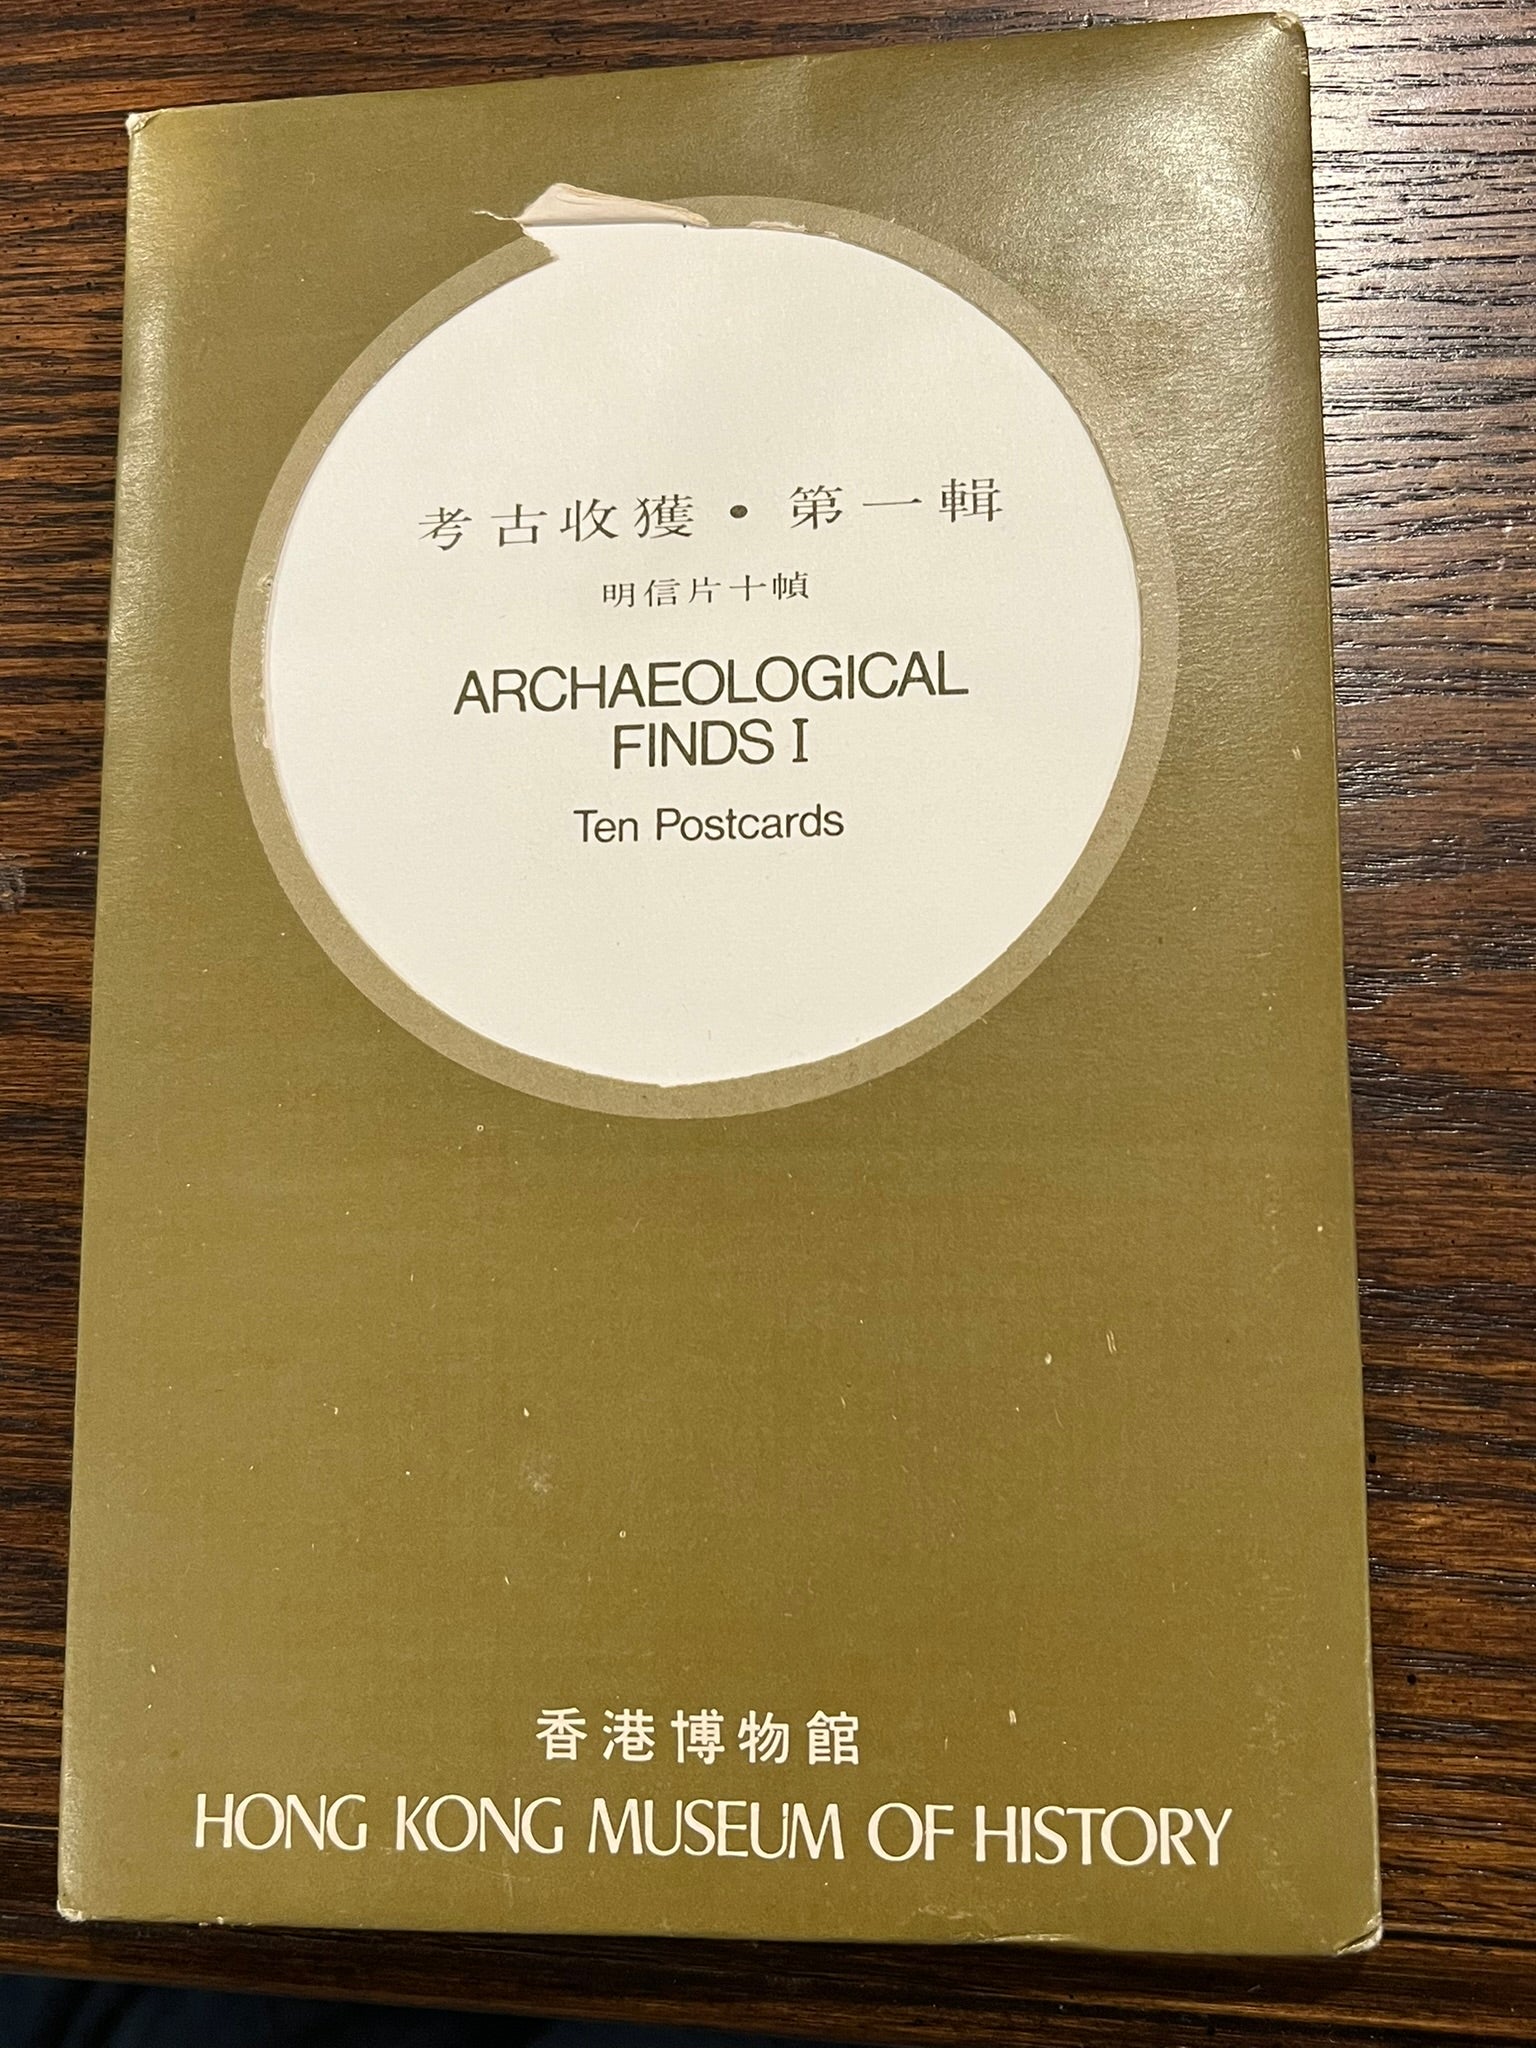 考古收獲・第一輯
明信片十幀
ARCHAEOLOGICAL
FINDS I
Ten Postcards
香港博物館
HONG KONG MUSEUM OF HISTORY